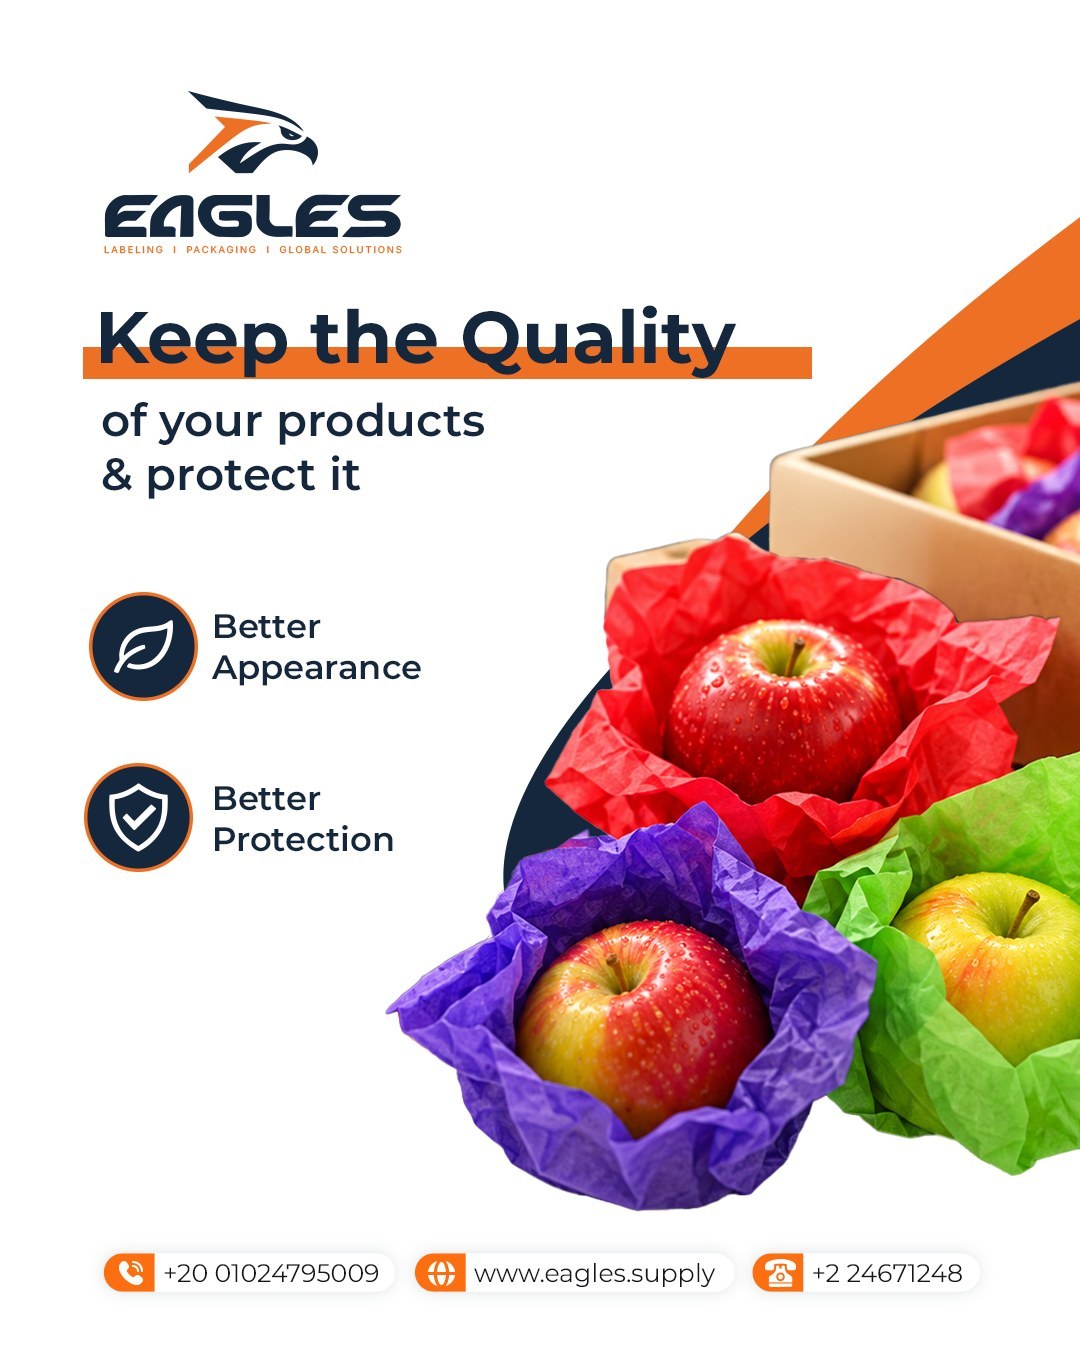 EAGLES
LABELING | PACKAGING | GLOBAL SOLUTIONS
Keep the Quality
of your products
& protect it
Better
Appearance
Better
Protection
+20 01024795009
www.eagles.supply
+2 24671248